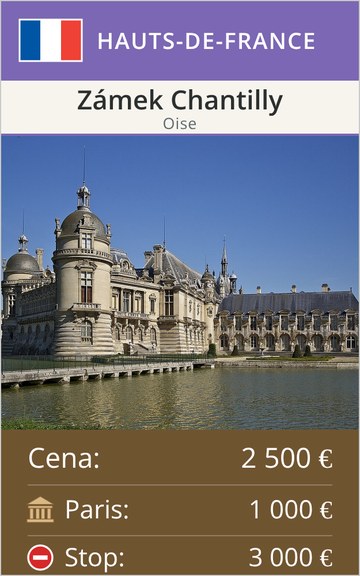 HAUTS-DE-FRANCE
Zámek Chantilly
Oise
Cena: 2 500 €
Paris: 1 000 €
Stop: 3 000 €